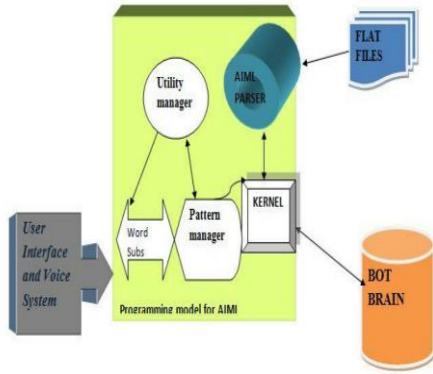 FLAT
FILES
Utility
manager
AIML
PARSER
User
Interface
and Voice
System
Word
Subs
Pattern
manager
KERNEL
BOT
BRAIN
Programming model for AIML